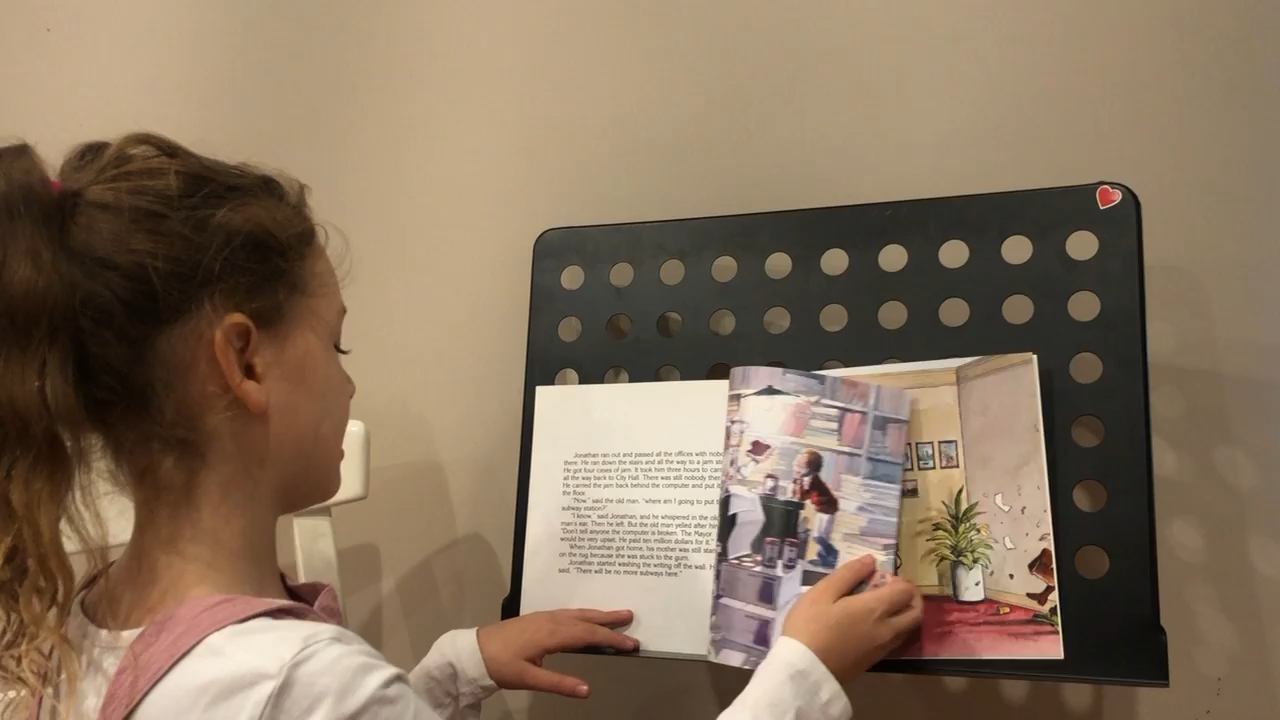 Jonathan ran out and passed all the offices with
there. He ran down the stairs and all the way to a jam
He got four cases of jam. It took him three hours to
all the way back to City Hall. There was still nobody
He carried the jam back behind the computer and put
the floor.
"Now," said the old man, "where am I going to put
subway station?"
"I know," said Jonathan, and he whispered in the old
man's ear. Then he left. But the old man yelled after
"Don't tell anyone the computer is broken. The Mayor
would be very upset. He paid ten million dollars for it."
When Jonathan got home, his mother was still
on the rug because she was stuck to the gum.
Jonathan started washing the writing off the wall.
said, "There will be no more subways here."